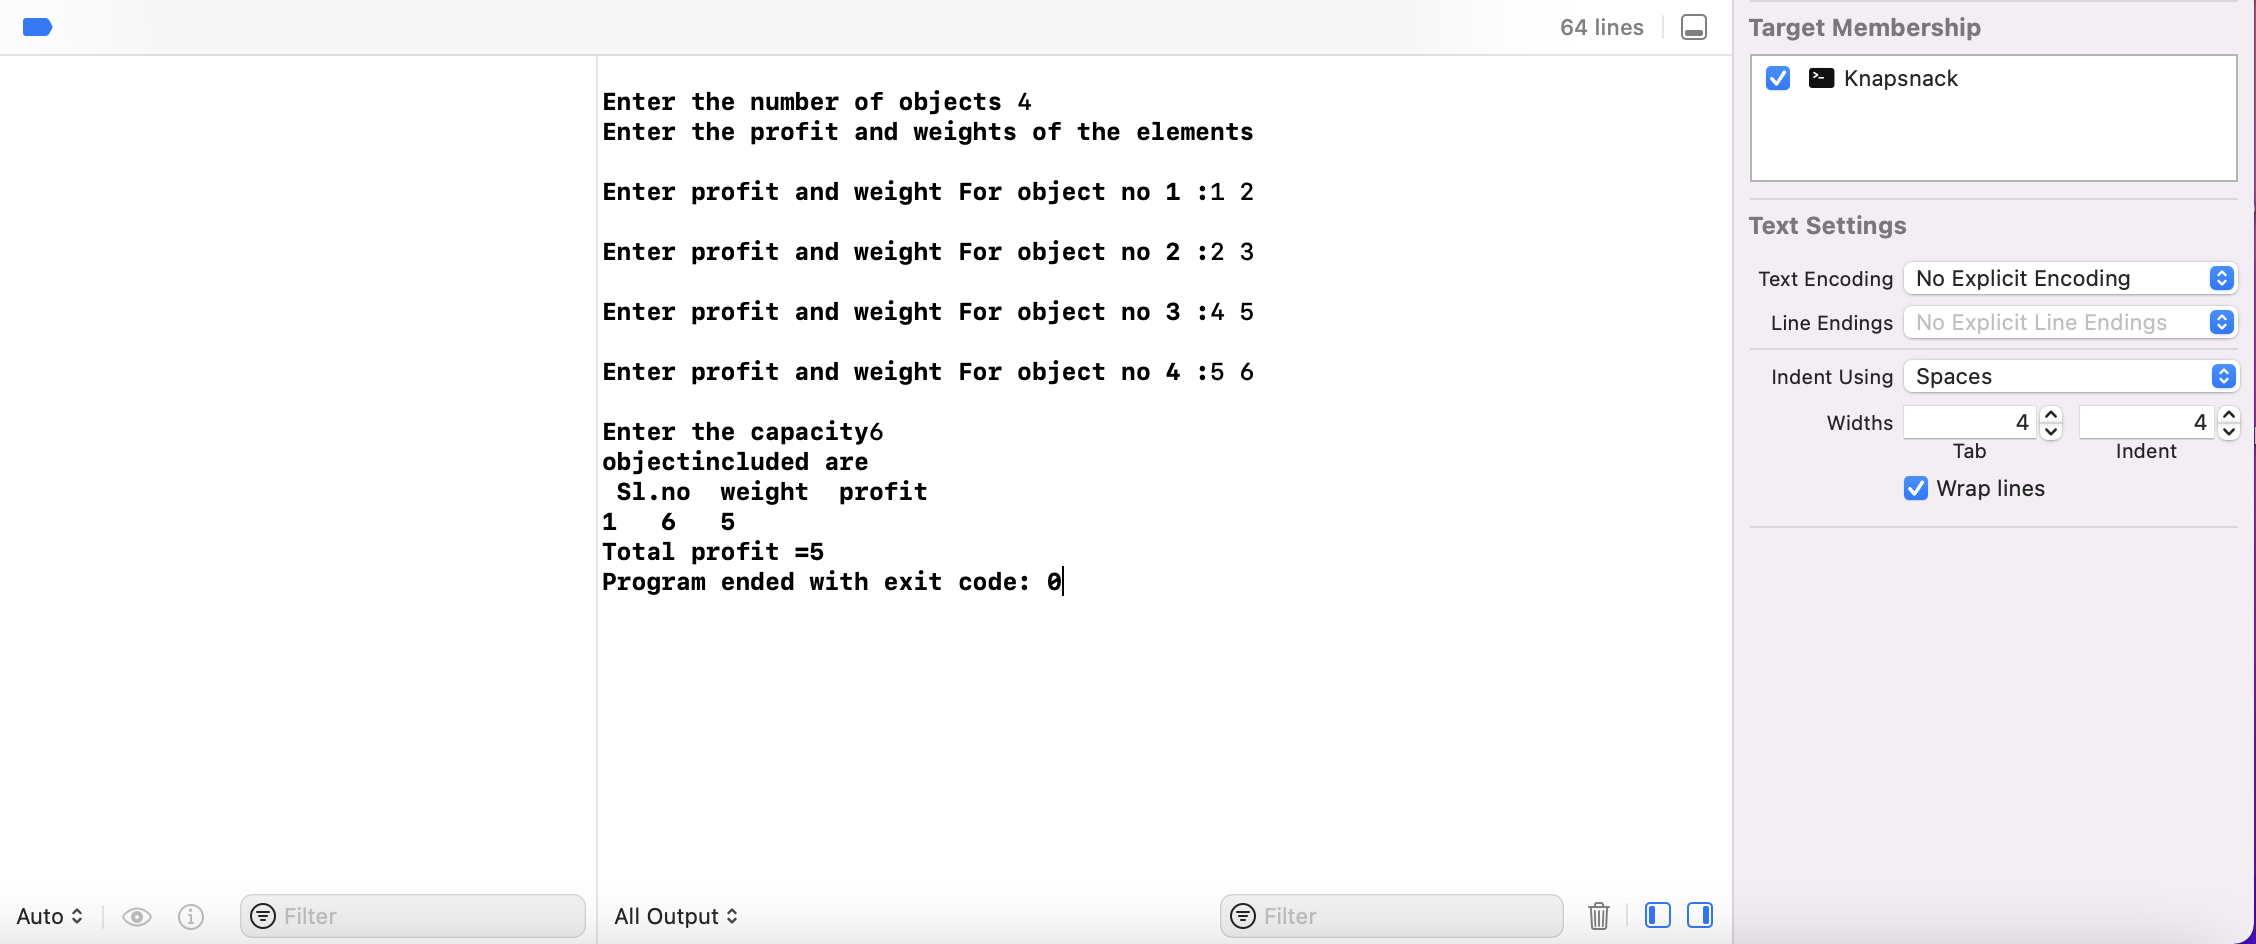 64 lines
Enter the number of objects 4
Enter the profit and weights of the elements
Enter profit and weight For object no 1 :1 2
Enter profit and weight For object no 2 :2 3
Enter profit and weight For object no 3 :4 5
Enter profit and weight For object no 4 :5 6
Enter the capacity6
objectincluded are
Sl.no weight profit
1 6 5
Total profit =5
Program ended with exit code: 0
Auto
Filter
All Output
Filter
Target Membership
Knapsnack
Text Settings
Text Encoding No Explicit Encoding
Line Endings No Explicit Line Endings
Indent Using Spaces
Widths 4 4
Tab Indent
Wrap lines